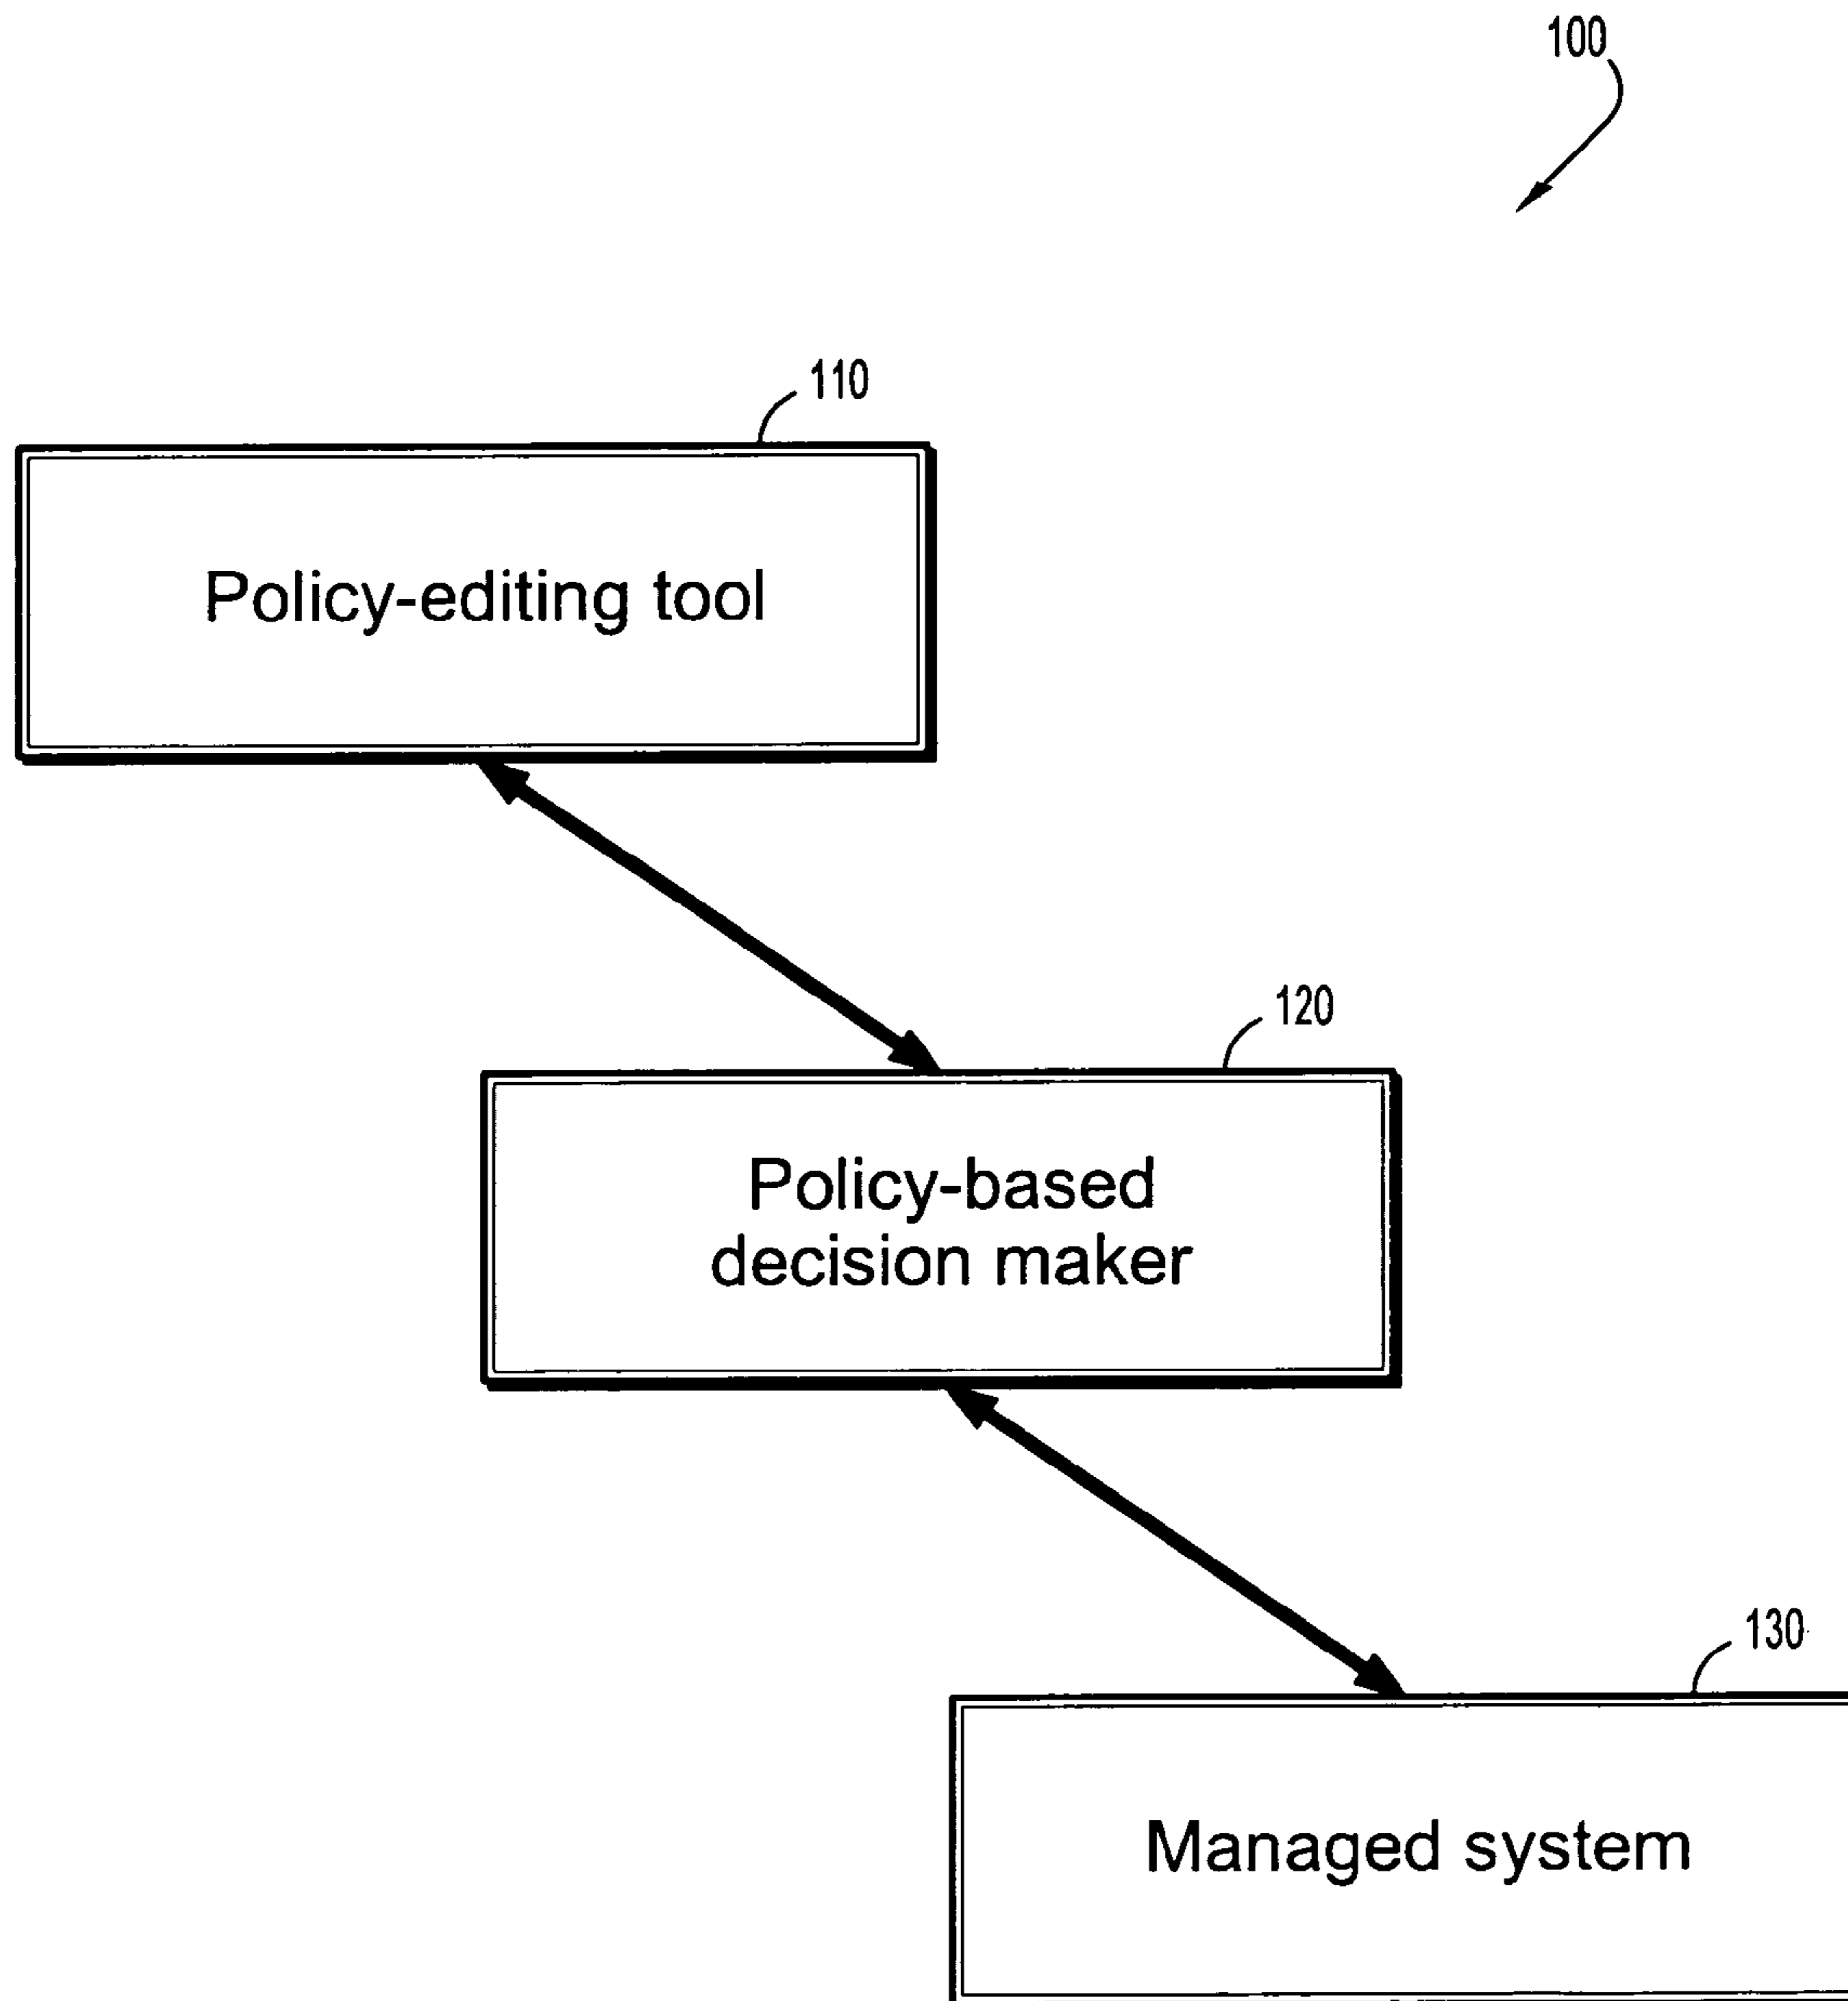 100
110
Policy-editing tool
120
Policy-based
decision maker
130
Managed system